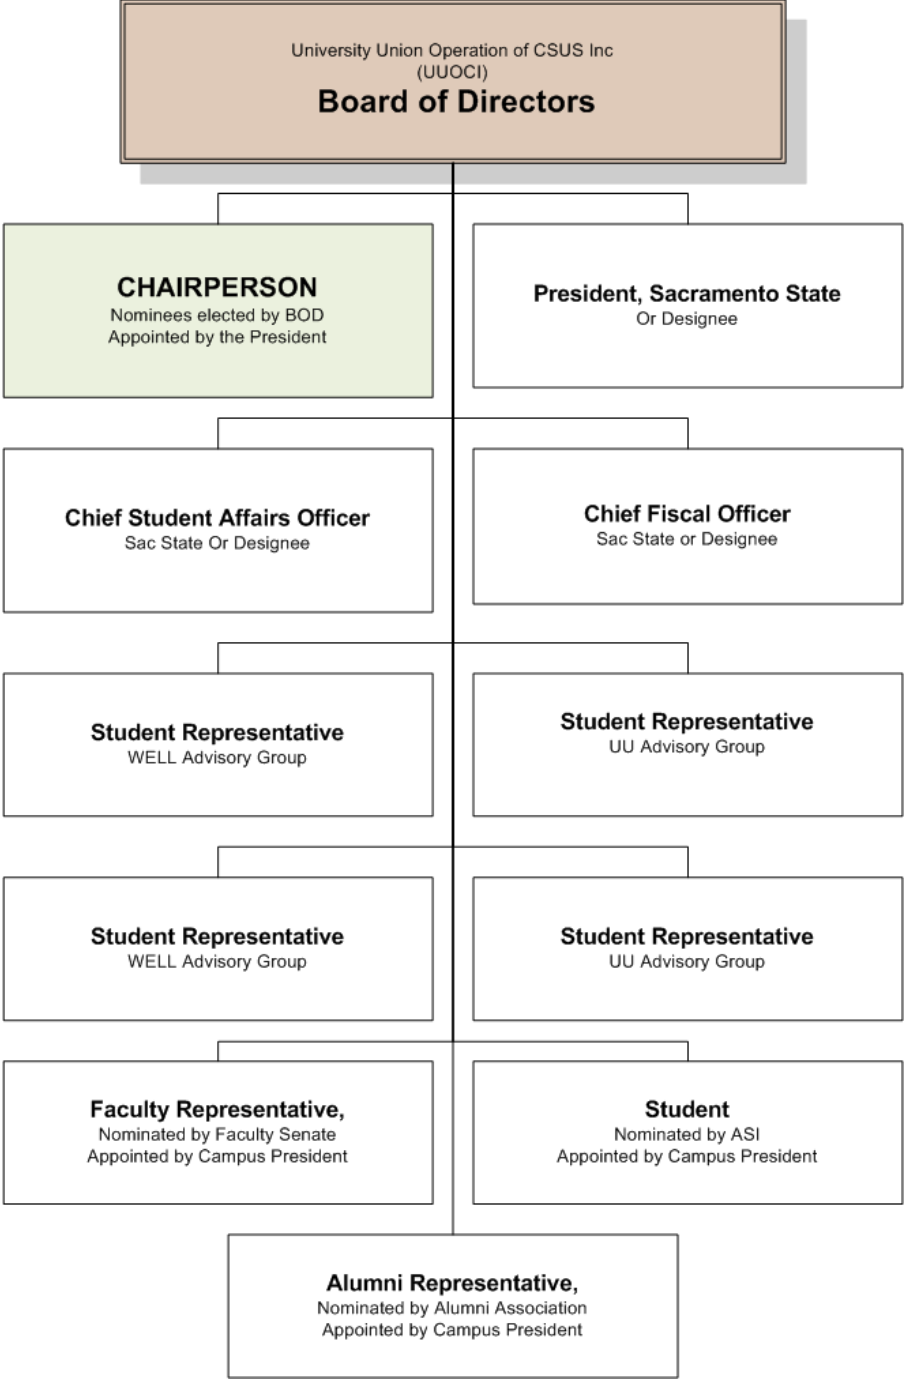 University Union Operation of CSUS Inc
(UUOCI)
Board of Directors
CHAIRPERSON
Nominees elected by BOD
Appointed by the President
President, Sacramento State
Or Designee
Chief Student Affairs Officer
Sac State Or Designee
Chief Fiscal Officer
Sac State or Designee
Student Representative
WELL Advisory Group
Student Representative
UU Advisory Group
Student Representative
WELL Advisory Group
Student Representative
UU Advisory Group
Faculty Representative,
Nominated by Faculty Senate
Appointed by Campus President
Student
Nominated by ASI
Appointed by Campus President
Alumni Representative,
Nominated by Alumni Association
Appointed by Campus President